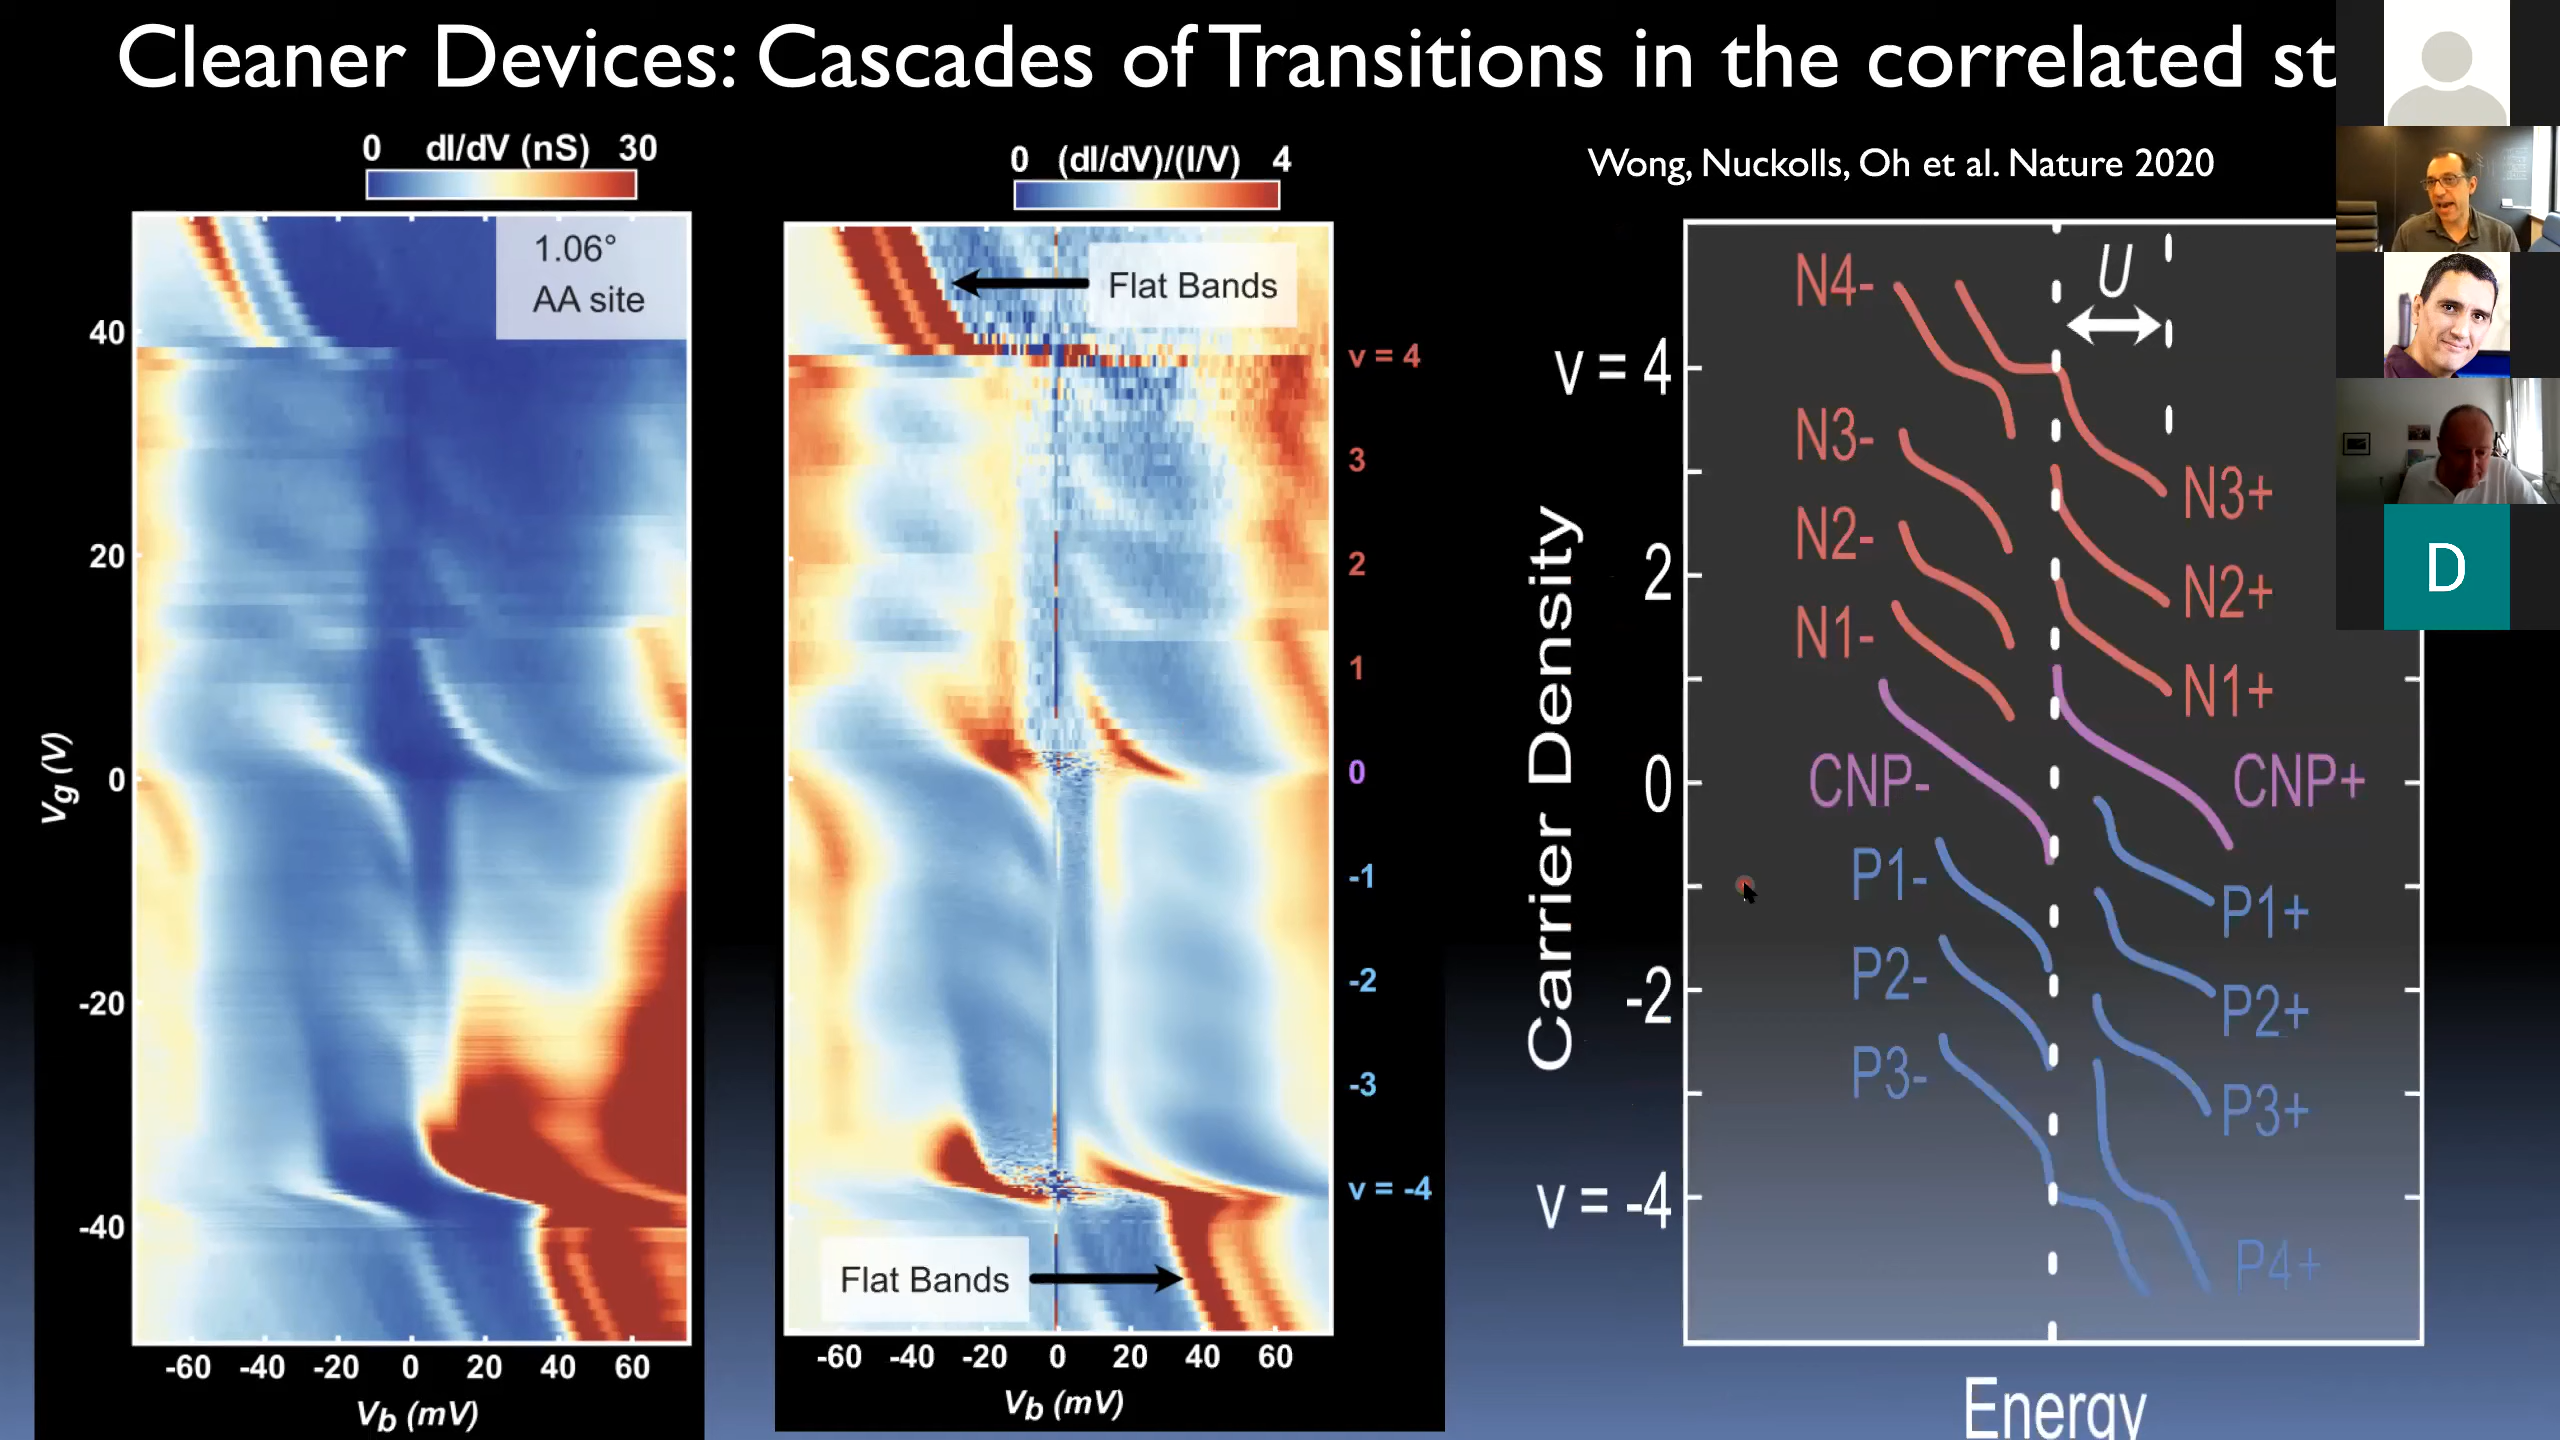 Cleaner Devices: Cascades of Transitions in the correlated st
Wong, Nuckolls, Oh et al. Nature 2020
0 dI/dV (nS) 30
1.06°
AA site
40
20
0
-20
-40
Vg (V)
-60 -40 -20 0 20 40 60
Vb (mV)
0 (dI/dV)/(I/V) 4
Flat Bands
ν = 4
3
2
1
0
-1
-2
-3
ν = -4
Flat Bands
-60 -40 -20 0 20 40 60
Vb (mV)
Carrier Density
ν = 4
2
0
-2
ν = -4
U
N4-
N3-
N2-
N1-
CNP-
P1-
P2-
P3-
N3+
N2+
N1+
CNP+
P1+
P2+
P3+
P4+
Energy
D